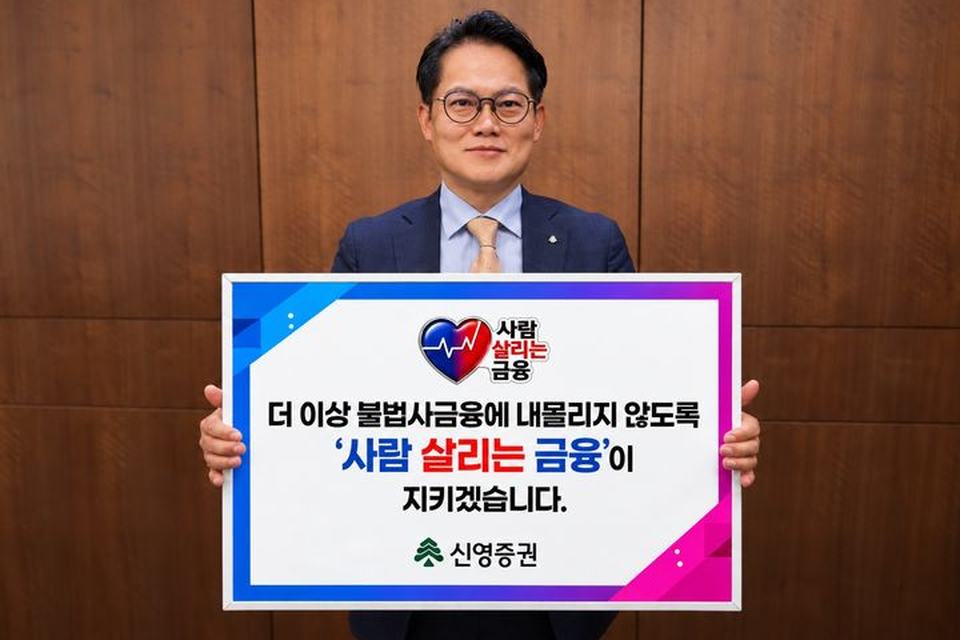 사람
살리는
금융
더 이상 불법사금융에 내몰리지 않도록
‘사람 살리는 금융’이
지키겠습니다.
신영증권